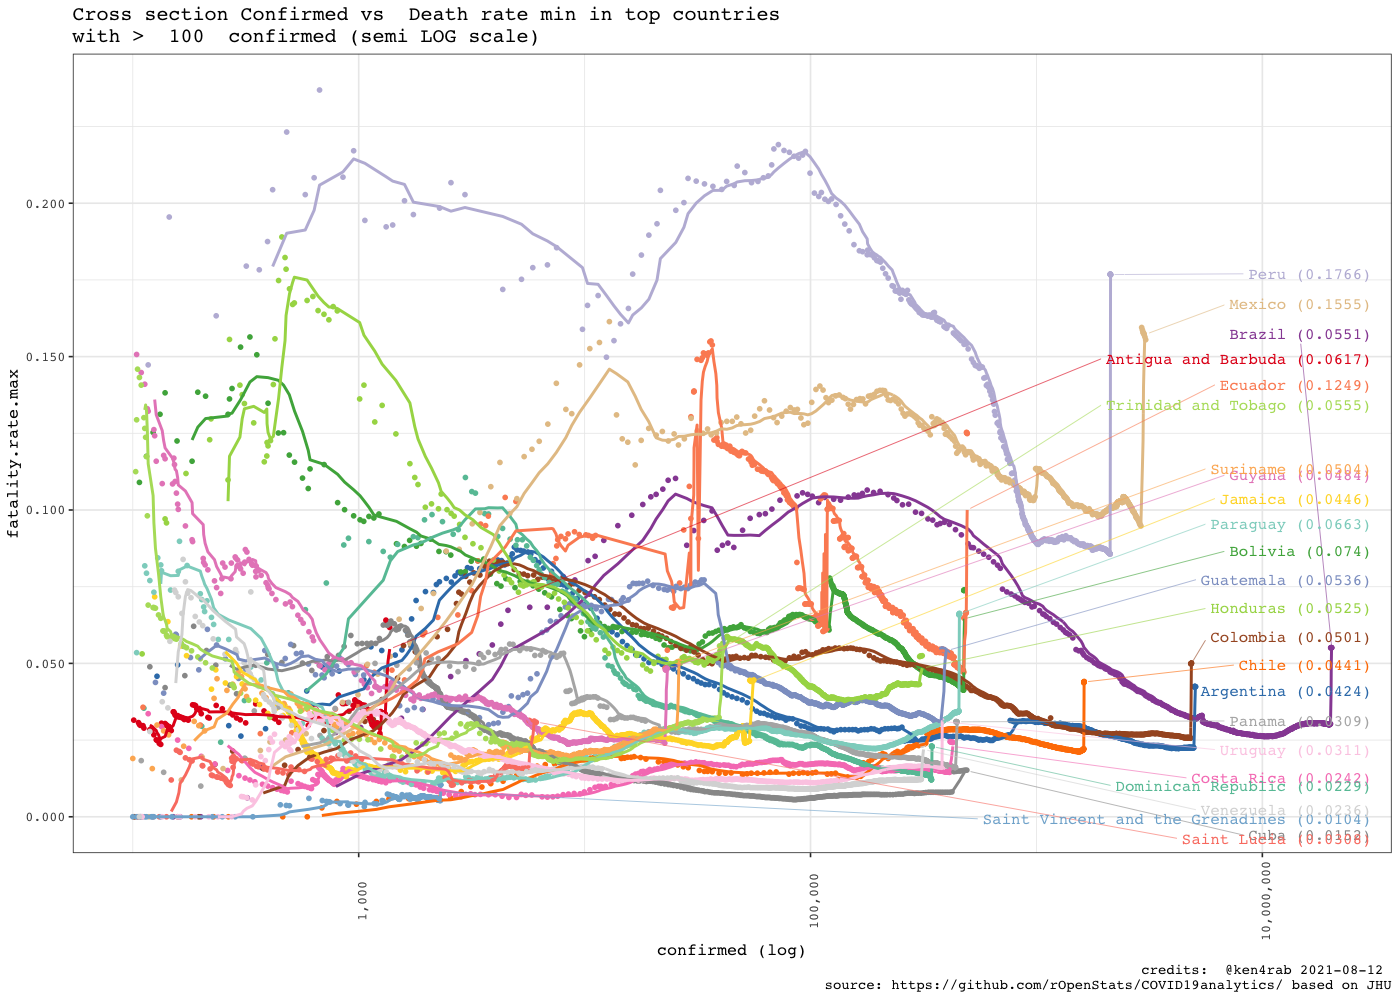 Cross section Confirmed vs  Death rate min in top countries
with >  100  confirmed (semi LOG scale)
fatality.rate.max
0.200
0.150
0.100
0.050
0.000
Peru (0.1766)
Mexico (0.1555)
Brazil (0.0551)
Antigua and Barbuda (0.0617)
Ecuador (0.1249)
Trinidad and Tobago (0.0555)
Suriname (0.0504)
Guyana (0.0484)
Jamaica (0.0446)
Paraguay (0.0663)
Bolivia (0.074)
Guatemala (0.0536)
Honduras (0.0525)
Colombia (0.0501)
Chile (0.0441)
Argentina (0.0424)
Panama (0.0309)
Uruguay (0.0311)
Costa Rica (0.0242)
Dominican Republic (0.0229)
Venezuela (0.0236)
Saint Vincent and the Grenadines (0.0104)
Cuba (0.0152)
Saint Lucia (0.0308)
1,000
100,000
10,000,000
confirmed (log)
credits:  @ken4rab 2021-08-12
source: https://github.com/rOpenStats/COVID19analytics/ based on JHU